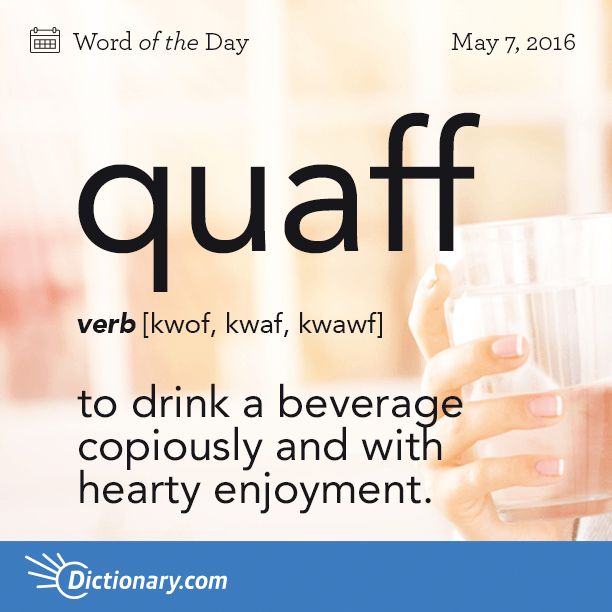 Word of the Day May 7, 2016
quaff
verb [kwof, kwaf, kwawf]
to drink a beverage
copiously and with
hearty enjoyment.
Dictionary.com